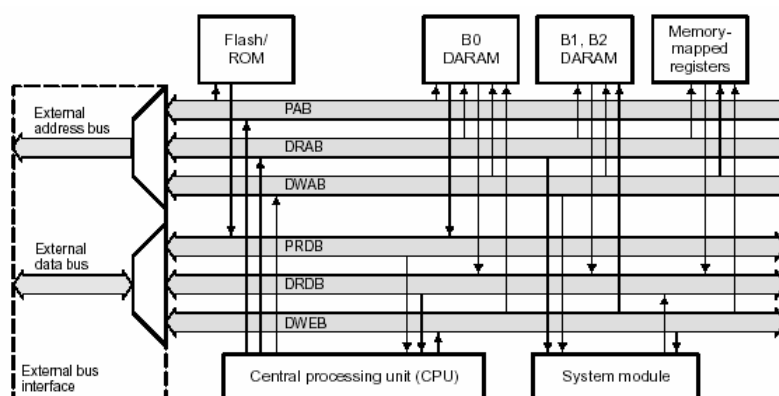 Flash/
ROM
B0
DARAM
B1, B2
DARAM
Memory-
mapped
registers
External
address bus
PAB
DRAB
DWAB
External
data bus
PRDB
DRDB
DWEB
External bus
interface
Central processing unit (CPU)
System module